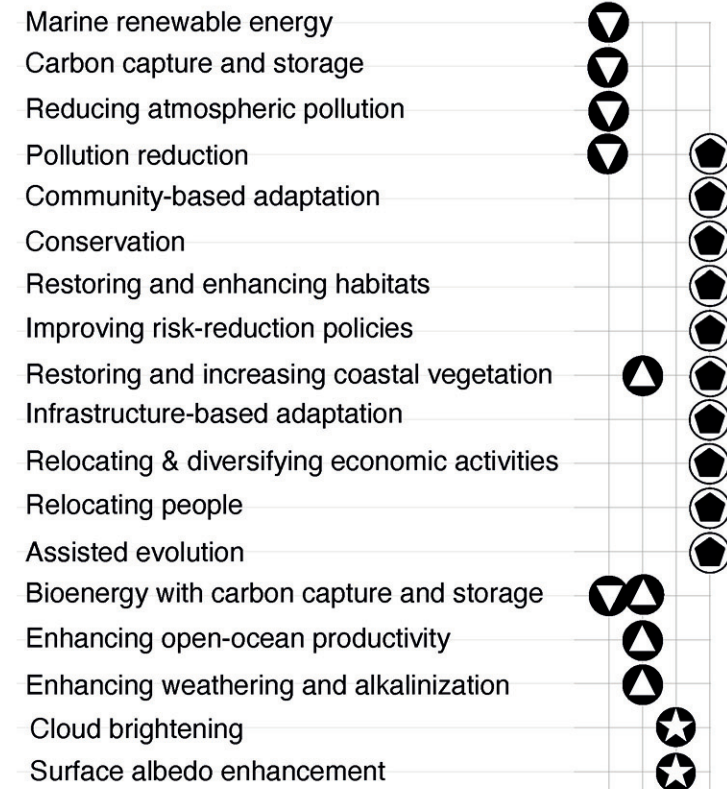 Marine renewable energy
Carbon capture and storage
Reducing atmospheric pollution
Pollution reduction
Community-based adaptation
Conservation
Restoring and enhancing habitats
Improving risk-reduction policies
Restoring and increasing coastal vegetation
Infrastructure-based adaptation
Relocating & diversifying economic activities
Relocating people
Assisted evolution
Bioenergy with carbon capture and storage
Enhancing open-ocean productivity
Enhancing weathering and alkalinization
Cloud brightening
Surface albedo enhancement